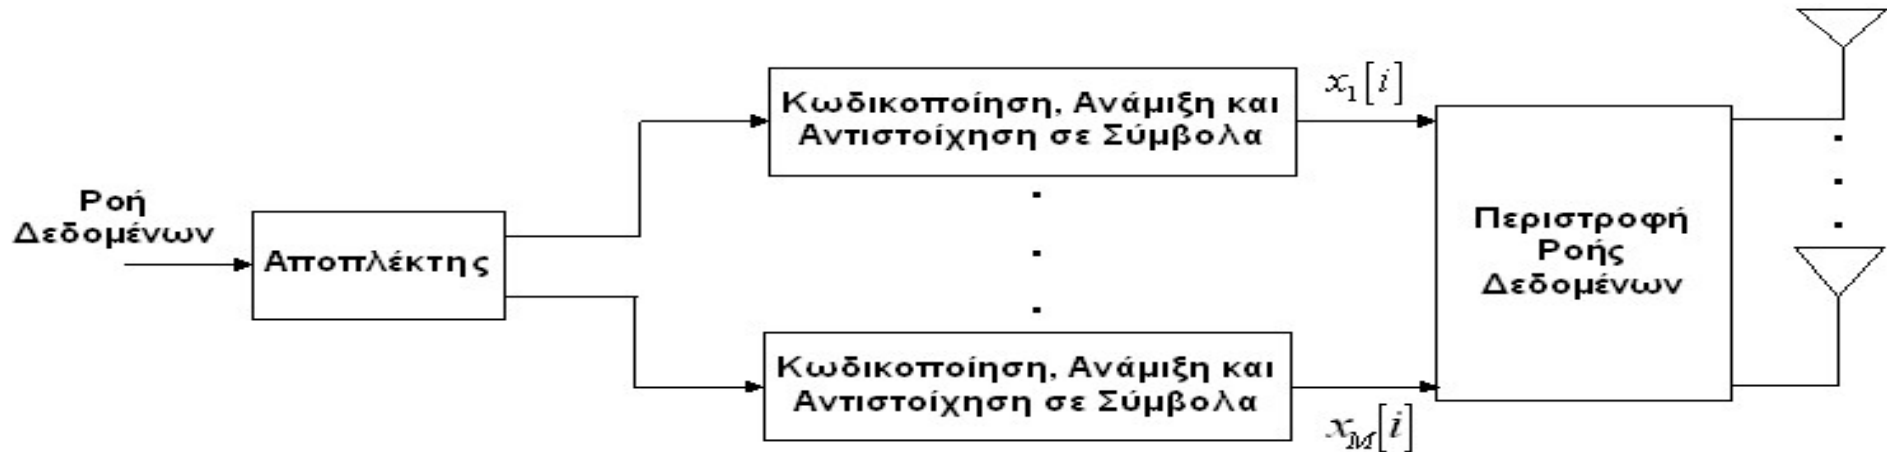 Ροή
Δεδομένων
Αποπλέκτης
Κωδικοποίηση, Ανάμιξη και
Αντιστοίχηση σε Σύμβολα
x₁[i]
Κωδικοποίηση, Ανάμιξη και
Αντιστοίχηση σε Σύμβολα
x_M[i]
Περιστροφή
Ροής
Δεδομένων